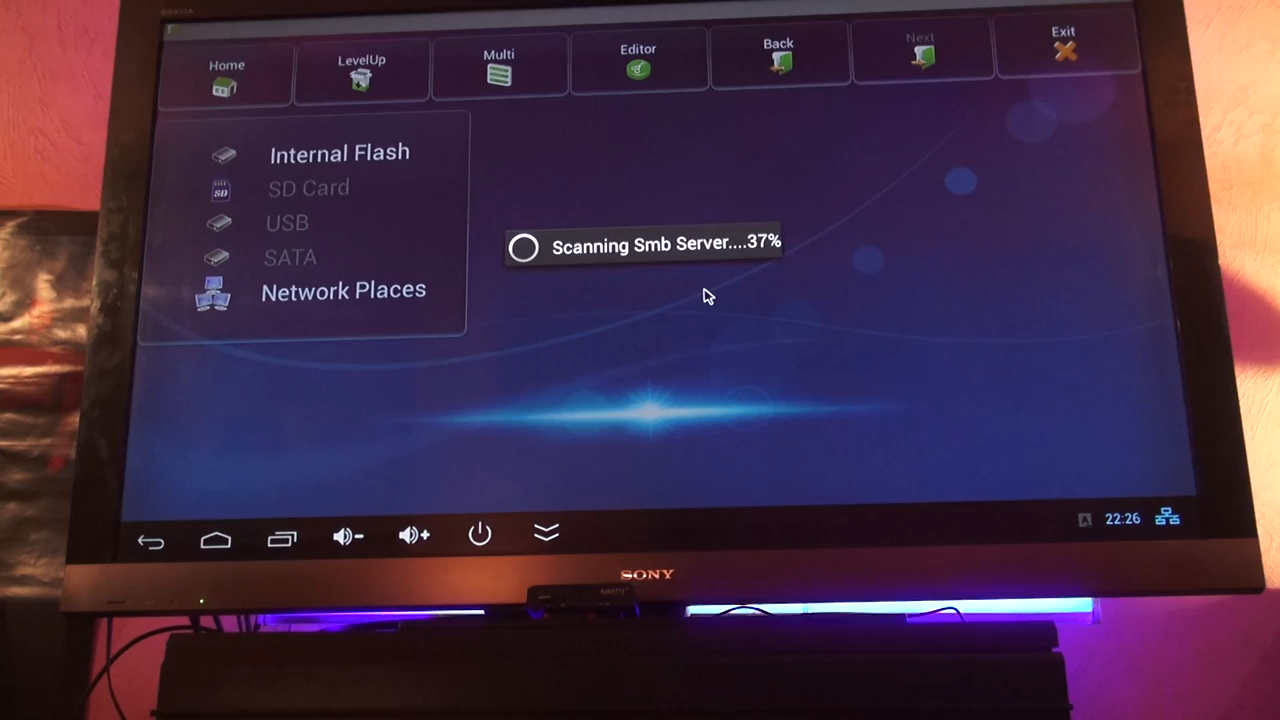 Home
LevelUp
Multi
Editor
Back
Next
Exit
Internal Flash
SD
SD Card
USB
SATA
Network Places
Scanning Smb Server....37%
A
22:26
SONY